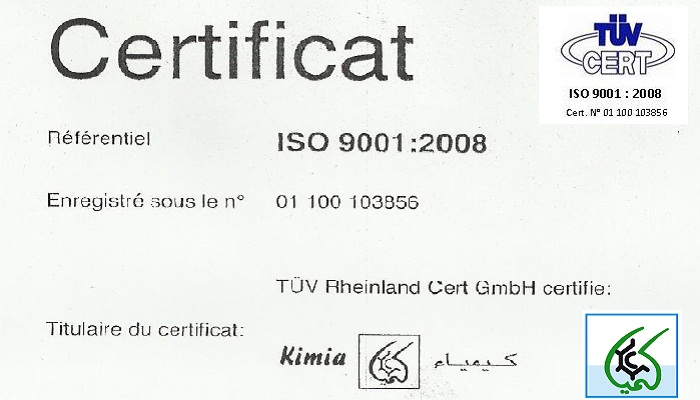 Certificat
TÜV
CERT
ISO 9001 : 2008
Cert. N° 01 100 103856
Référentiel ISO 9001:2008
Enregistré sous le n° 01 100 103856
TÜV Rheinland Cert GmbH certifie:
Titulaire du certificat:
Kimia كيمياء